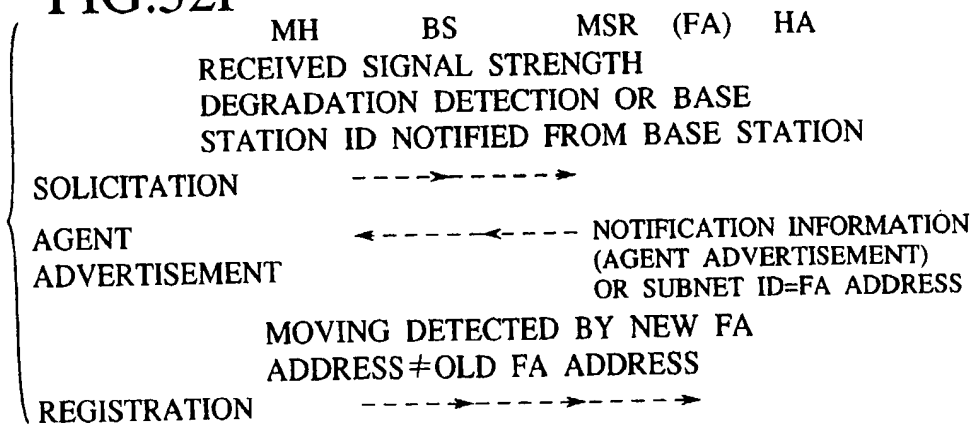 MH BS MSR (FA) HA
RECEIVED SIGNAL STRENGTH
DEGRADATION DETECTION OR BASE
STATION ID NOTIFIED FROM BASE STATION
SOLICITATION
AGENT
ADVERTISEMENT
NOTIFICATION INFORMATION
(AGENT ADVERTISEMENT)
OR SUBNET ID=FA ADDRESS
MOVING DETECTED BY NEW FA
ADDRESS≠OLD FA ADDRESS
REGISTRATION